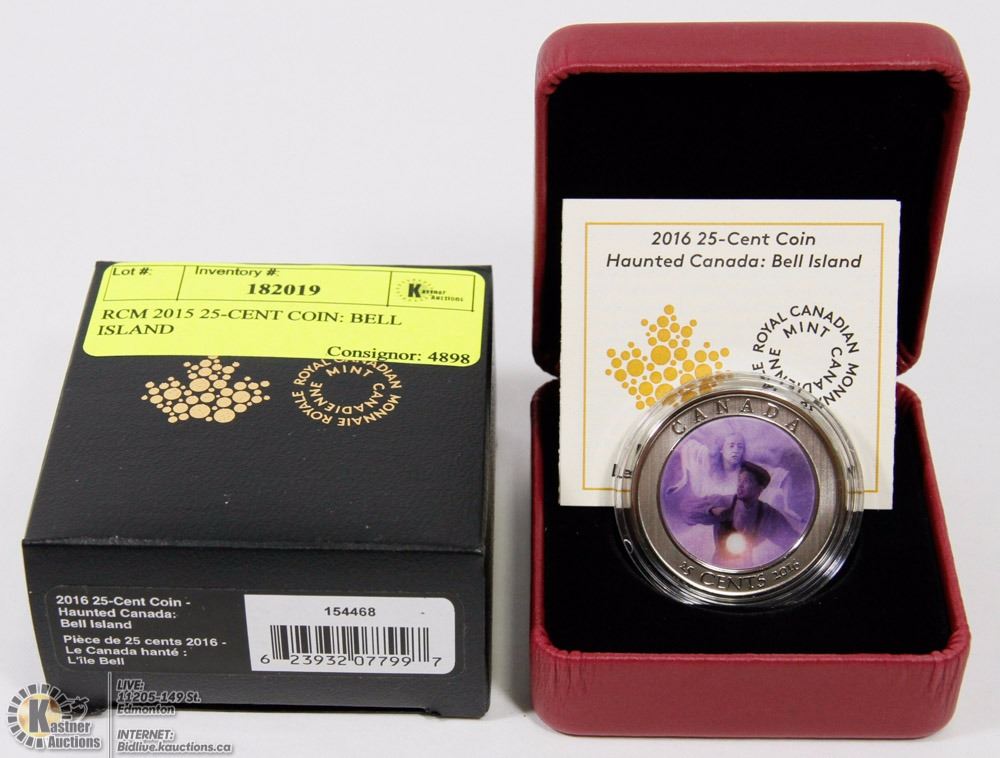 Lot #:
Inventory #:
182019
Kastner
Auctions
RCM 2015 25-CENT COIN: BELL
ISLAND
Consignor: 4898
ROYAL CANADIAN MINT
MONNAIE ROYALE CANADIENNE
2016 25-Cent Coin -
Haunted Canada:
Bell Island
Pièce de 25 cents 2016 -
Le Canada hanté :
L'île Bell
154468
6 23932 07799 7
2016 25-Cent Coin
Haunted Canada: Bell Island
ROYAL CANADIAN MINT
MONN
NNE
CANADA
25 CENTS 2016
Kastner
Auctions
LIVE:
11205-149 St.
Edmonton
INTERNET:
Bidlive.kauctions.ca